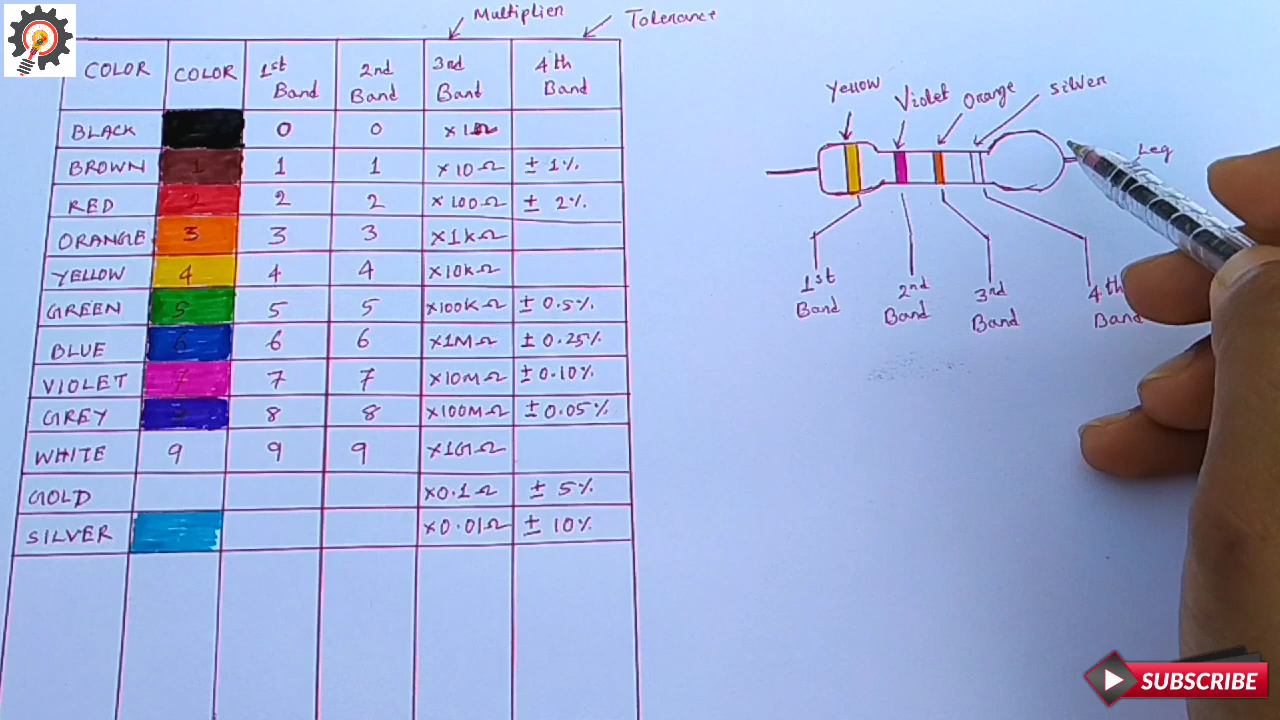 Multiplier
Tolerance
COLOR COLOR 1st Band 2nd Band 3rd Band 4th Band
BLACK 0 0 ×1Ω
BROWN 1 1 1 ×10Ω ± 1%
RED 2 2 2 ×100Ω ± 2%
ORANGE 3 3 3 ×1KΩ
YELLOW 4 4 4 ×10KΩ
GREEN 5 5 5 ×100KΩ ± 0.5%
BLUE 6 6 6 ×1MΩ ± 0.25%
VIOLET 7 7 7 ×10MΩ ± 0.10%
GREY 8 8 ×100MΩ ± 0.05%
WHITE 9 9 9 ×1GΩ
GOLD ×0.1Ω ± 5%
SILVER ×0.01Ω ± 10%
Yellow
Violet
Orange
Silver
Leg
1st
Band
2nd
Band
3rd
Band
4th
Band
SUBSCRIBE